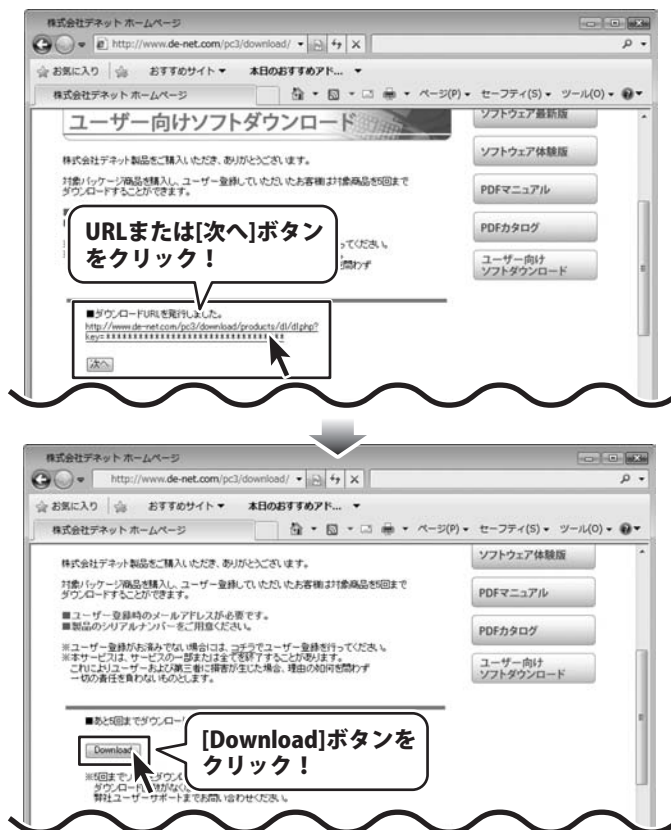 株式会社デネット ホームページ
http://www.de-net.com/pc3/download/
お気に入り おすすめサイト 本日のおすすめアド...
株式会社デネット ホームページ ページ(P) セーフティ(S) ツール(O)
ユーザー向けソフトダウンロード
ソフトウェア最新版
株式会社デネット製品をご購入いただき、ありがとうございます。
ソフトウェア体験版
対象パッケージ商品を購入し、ユーザー登録していただいたお客様は対象商品を5回まで
ダウンロードすることができます。
PDFマニュアル
PDFカタログ
URLまたは[次へ]ボタン
をクリック！
ってください。
問わず
ユーザー向け
ソフトダウンロード
■ダウンロードURLを発行しました。
http://www.de-net.com/pc3/download/products/dl/dl.php?
key=
次へ
株式会社デネット ホームページ
http://www.de-net.com/pc3/download/
お気に入り おすすめサイト 本日のおすすめアド...
株式会社デネット ホームページ ページ(P) セーフティ(S) ツール(O)
株式会社デネット製品をご購入いただき、ありがとうございます。
ソフトウェア体験版
対象パッケージ商品を購入し、ユーザー登録していただいたお客様は対象商品を5回まで
ダウンロードすることができます。
PDFマニュアル
■ユーザー登録時のメールアドレスが必要です。
■製品のシリアルナンバーをご用意ください。
PDFカタログ
※ユーザー登録がお済みでない場合には、コチラでユーザー登録を行ってください。
※本サービスは、サービスの一部または全てを終了することがあります。
これによりユーザーおよび第三者に損害が生じた場合、理由の如何を問わず
一切の責任を負わないものとします。
ユーザー向け
ソフトダウンロード
■あと5回までダウンロー
Download
[Download]ボタンを
クリック！
※5回まで
ダウンロード
弊社ユーザーサポートまでお問い合わせください。